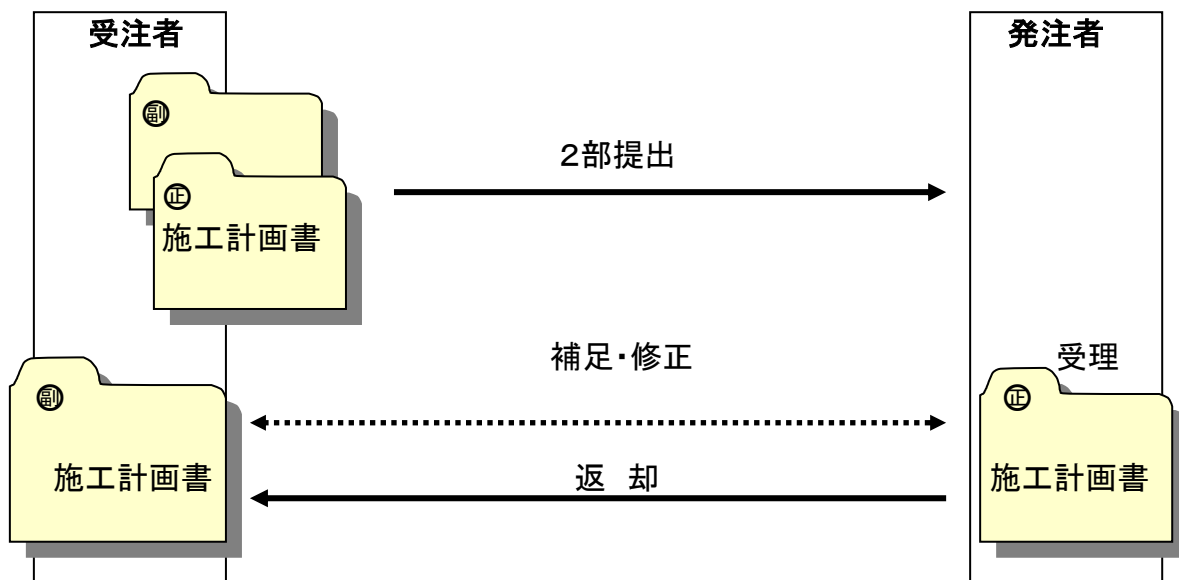 受注者
発注者
㊓
㊣
施工計画書
2部提出
補足・修正
受理
副
施工計画書
正
施工計画書
返 却